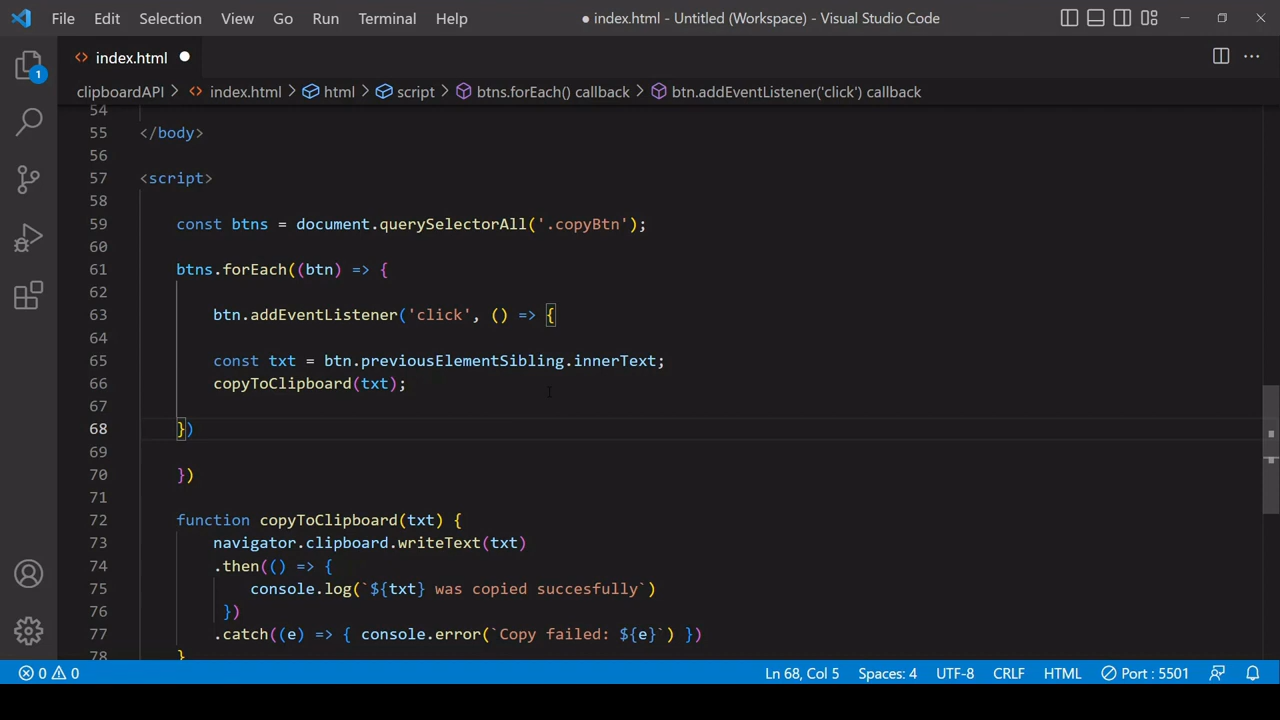 File Edit Selection View Go Run Terminal Help ● index.html - Untitled (Workspace) - Visual Studio Code
index.html
1
clipboardAPI > index.html > html > script > btns.forEach() callback > btn.addEventListener('click') callback
54
55 </body>
56
57 <script>
58
59 const btns = document.querySelectorAll('.copyBtn');
60
61 btns.forEach((btn) => {
62
63 btn.addEventListener('click', () => {
64
65 const txt = btn.previousElementSibling.innerText;
66 copyToClipboard(txt);
67
68 })
69
70 })
71
72 function copyToClipboard(txt) {
73 navigator.clipboard.writeText(txt)
74 .then(() => {
75 console.log(`${txt} was copied succesfully`)
76 })
77 .catch((e) => { console.error(`Copy failed: ${e}`) })
78 }
0 0 Ln 68, Col 5 Spaces: 4 UTF-8 CRLF HTML Port : 5501